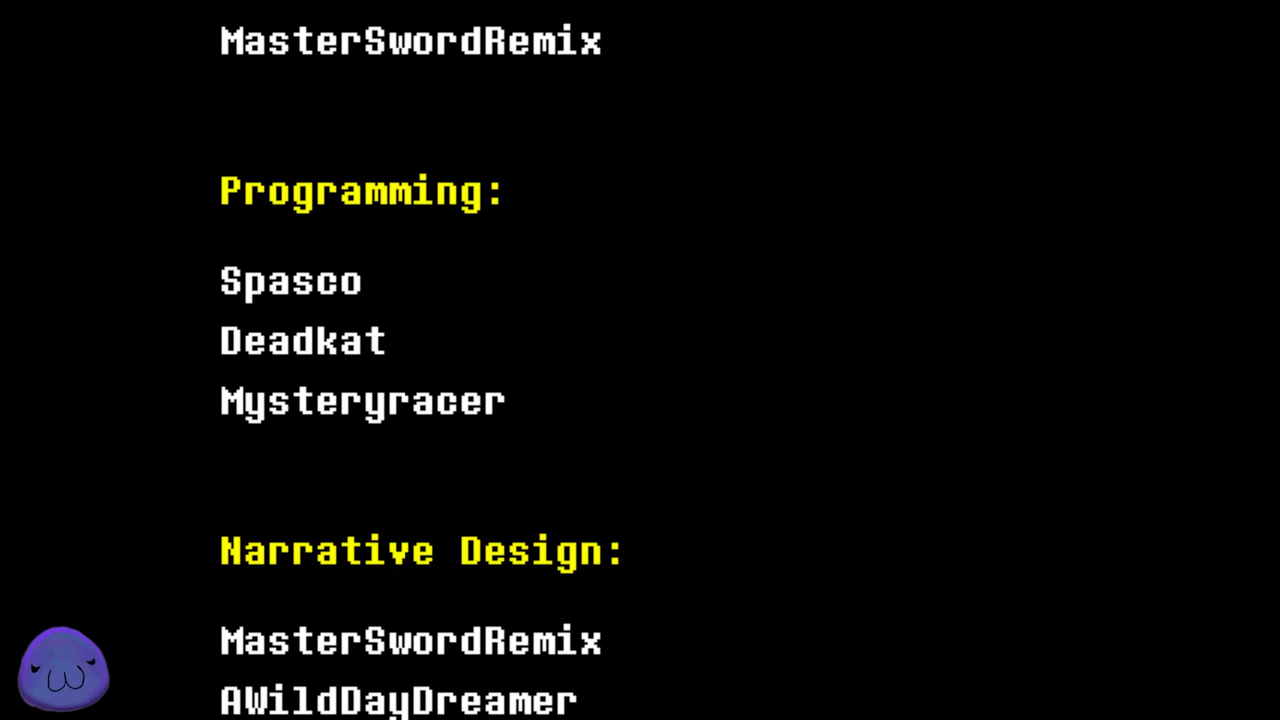 MasterSwordRemix
Programming:
Spasco
Deadkat
Mysteryracer
Narrative Design:
MasterSwordRemix
AWildDayDreamer